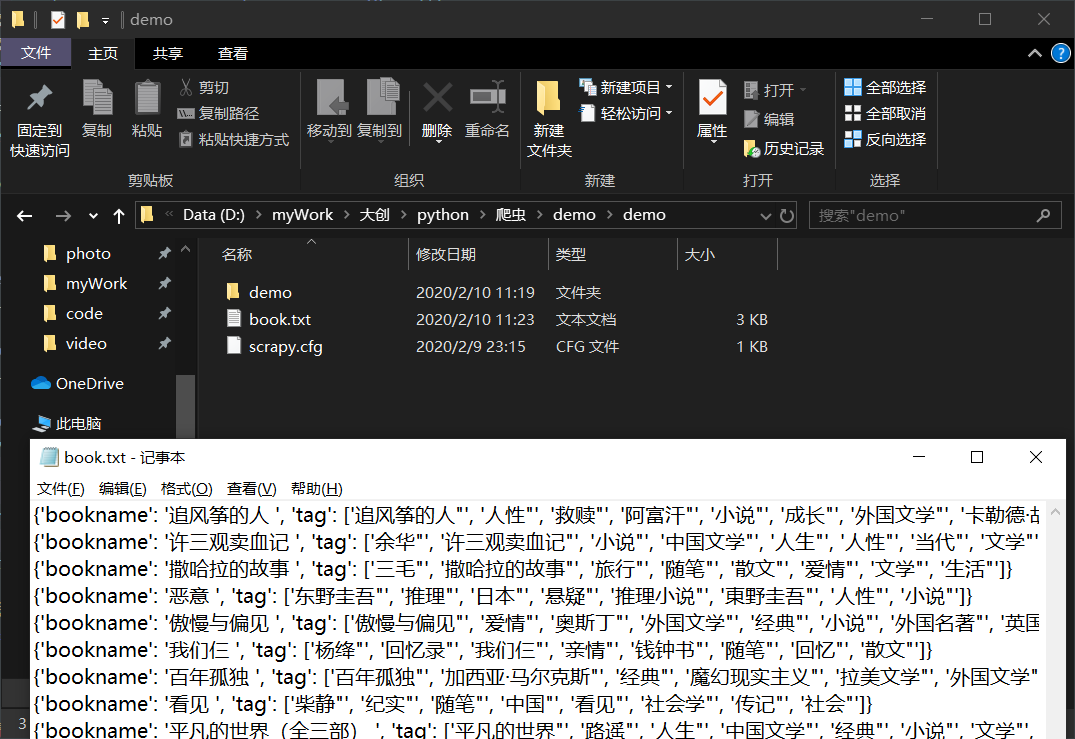 demo
文件 主页 共享 查看
固定到快速访问 复制 粘贴 剪切 复制路径 粘贴快捷方式 移动到 复制到 删除 重命名 新建文件夹 新建项目 轻松访问 属性 打开 编辑 历史记录 全部选择 全部取消 反向选择
剪贴板 组织 新建 打开 选择
« Data (D:) › myWork › 大创 › python › 爬虫 › demo › demo 搜索"demo"
名称 修改日期 类型 大小
photo
myWork
code
video
OneDrive
此电脑
demo 2020/2/10 11:19 文件夹
book.txt 2020/2/10 11:23 文本文档 3 KB
scrapy.cfg 2020/2/9 23:15 CFG 文件 1 KB
3
book.txt - 记事本
文件(F) 编辑(E) 格式(O) 查看(V) 帮助(H)
{'bookname': '追风筝的人 ', 'tag': ['追风筝的人"', '人性"', '救赎"', '阿富汗"', '小说"', '成长"', '外国文学"', '卡勒德·
{'bookname': '许三观卖血记 ', 'tag': ['余华"', '许三观卖血记"', '小说"', '中国文学"', '人生"', '人性"', '当代"', '文学"'
{'bookname': '撒哈拉的故事 ', 'tag': ['三毛"', '撒哈拉的故事"', '旅行"', '随笔"', '散文"', '爱情"', '文学"', '生活"']}
{'bookname': '恶意 ', 'tag': ['东野圭吾"', '推理"', '日本"', '悬疑"', '推理小说"', '東野圭吾"', '人性"', '小说"']}
{'bookname': '傲慢与偏见 ', 'tag': ['傲慢与偏见"', '爱情"', '奥斯丁"', '外国文学"', '经典"', '小说"', '外国名著"', '英国
{'bookname': '我们仨 ', 'tag': ['杨绛"', '回忆录"', '我们仨"', '亲情"', '钱钟书"', '随笔"', '回忆"', '散文"']}
{'bookname': '百年孤独 ', 'tag': ['百年孤独"', '加西亚·马尔克斯"', '经典"', '魔幻现实主义"', '拉美文学"', '外国文学"
{'bookname': '看见 ', 'tag': ['柴静"', '纪实"', '随笔"', '中国"', '看见"', '社会学"', '传记"', '社会"']}
{'bookname': '平凡的世界（全三部） ', 'tag': ['平凡的世界"', '路遥"', '人生"', '中国文学"', '经典"', '小说"', '文学"',